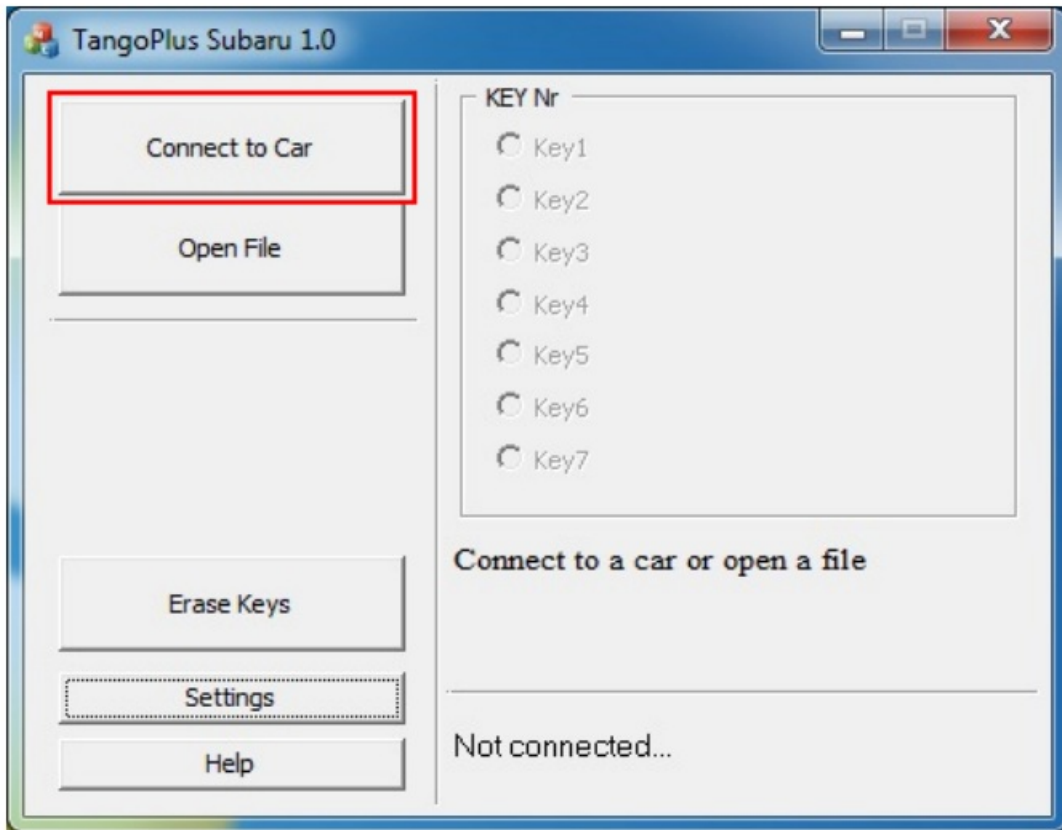 TangoPlus Subaru 1.0
Connect to Car
Open File
Erase Keys
Settings
Help
KEY Nr
Key1
Key2
Key3
Key4
Key5
Key6
Key7
Connect to a car or open a file
Not connected...